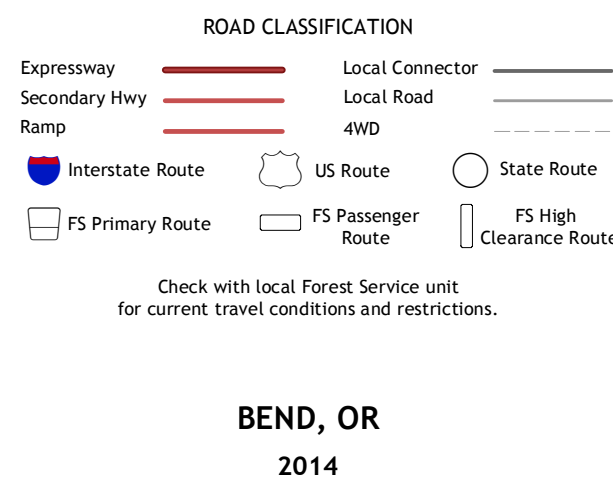 ROAD CLASSIFICATION
Expressway
Local Connector
Secondary Hwy
Local Road
Ramp
4WD
Interstate Route
US Route
State Route
FS Primary Route
FS Passenger
Route
FS High
Clearance Route
Check with local Forest Service unit
for current travel conditions and restrictions.
BEND, OR
2014